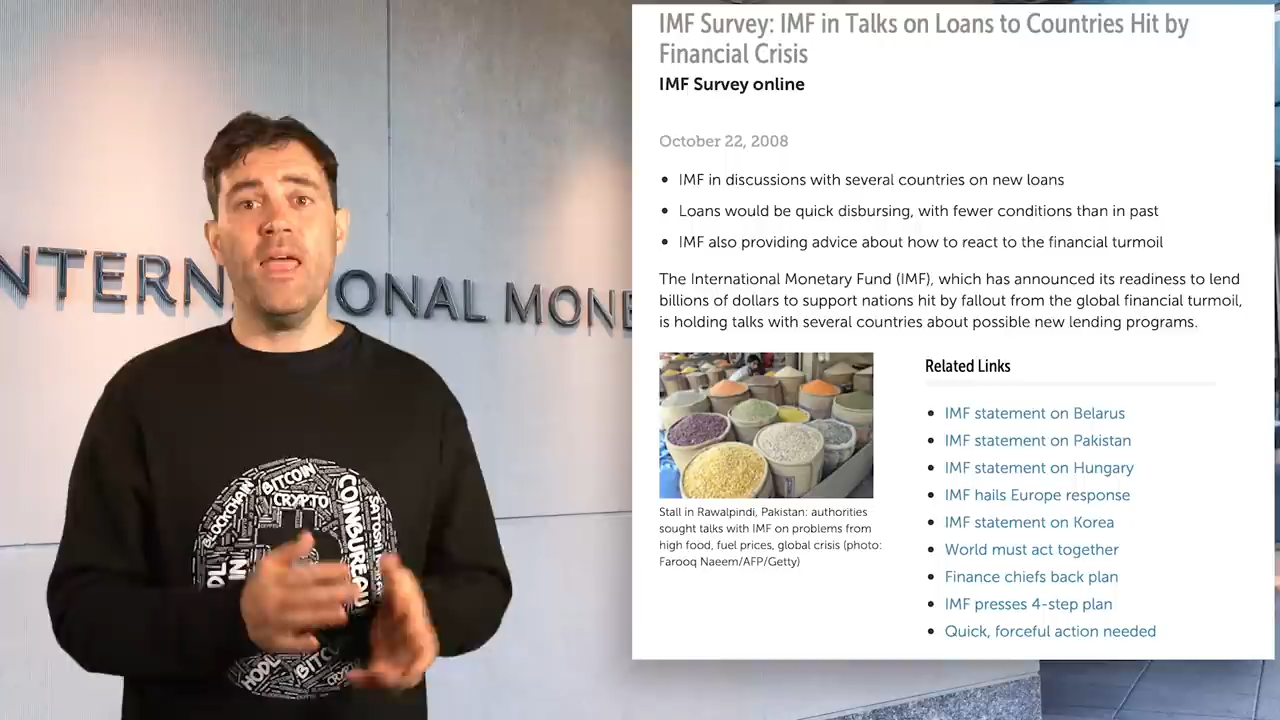 IMF Survey: IMF in Talks on Loans to Countries Hit by
Financial Crisis
IMF Survey online
October 22, 2008
• IMF in discussions with several countries on new loans
• Loans would be quick disbursing, with fewer conditions than in past
• IMF also providing advice about how to react to the financial turmoil
The International Monetary Fund (IMF), which has announced its readiness to lend
billions of dollars to support nations hit by fallout from the global financial turmoil,
is holding talks with several countries about possible new lending programs.
Stall in Rawalpindi, Pakistan: authorities
sought talks with IMF on problems from
high food, fuel prices, global crisis (photo:
Farooq Naeem/AFP/Getty)
Related Links
• IMF statement on Belarus
• IMF statement on Pakistan
• IMF statement on Hungary
• IMF hails Europe response
• IMF statement on Korea
• World must act together
• Finance chiefs back plan
• IMF presses 4-step plan
• Quick, forceful action needed
NTERN ONAL MONE
BLOCKCHAIN
BITCOIN
CRYPTO
COINBUREAU
HODL
BITCO